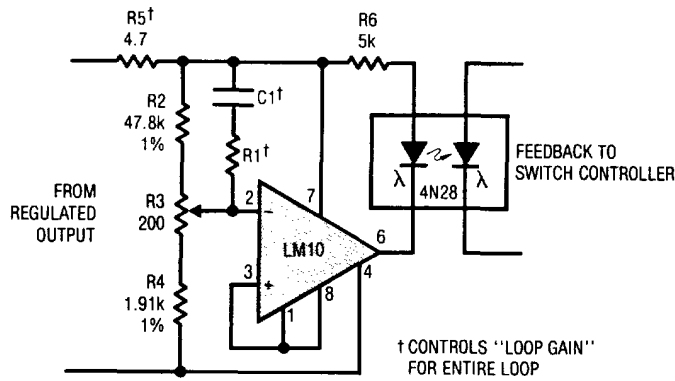 R5†
4.7
R6
5k
R2
47.8k
1%
C1†
R1†
FROM
REGULATED
OUTPUT
R3
200
2
−
7
LM10
6
3
+
8
4
1
R4
1.91k
1%
λ
4N28
λ
FEEDBACK TO
SWITCH CONTROLLER
† CONTROLS "LOOP GAIN"
FOR ENTIRE LOOP